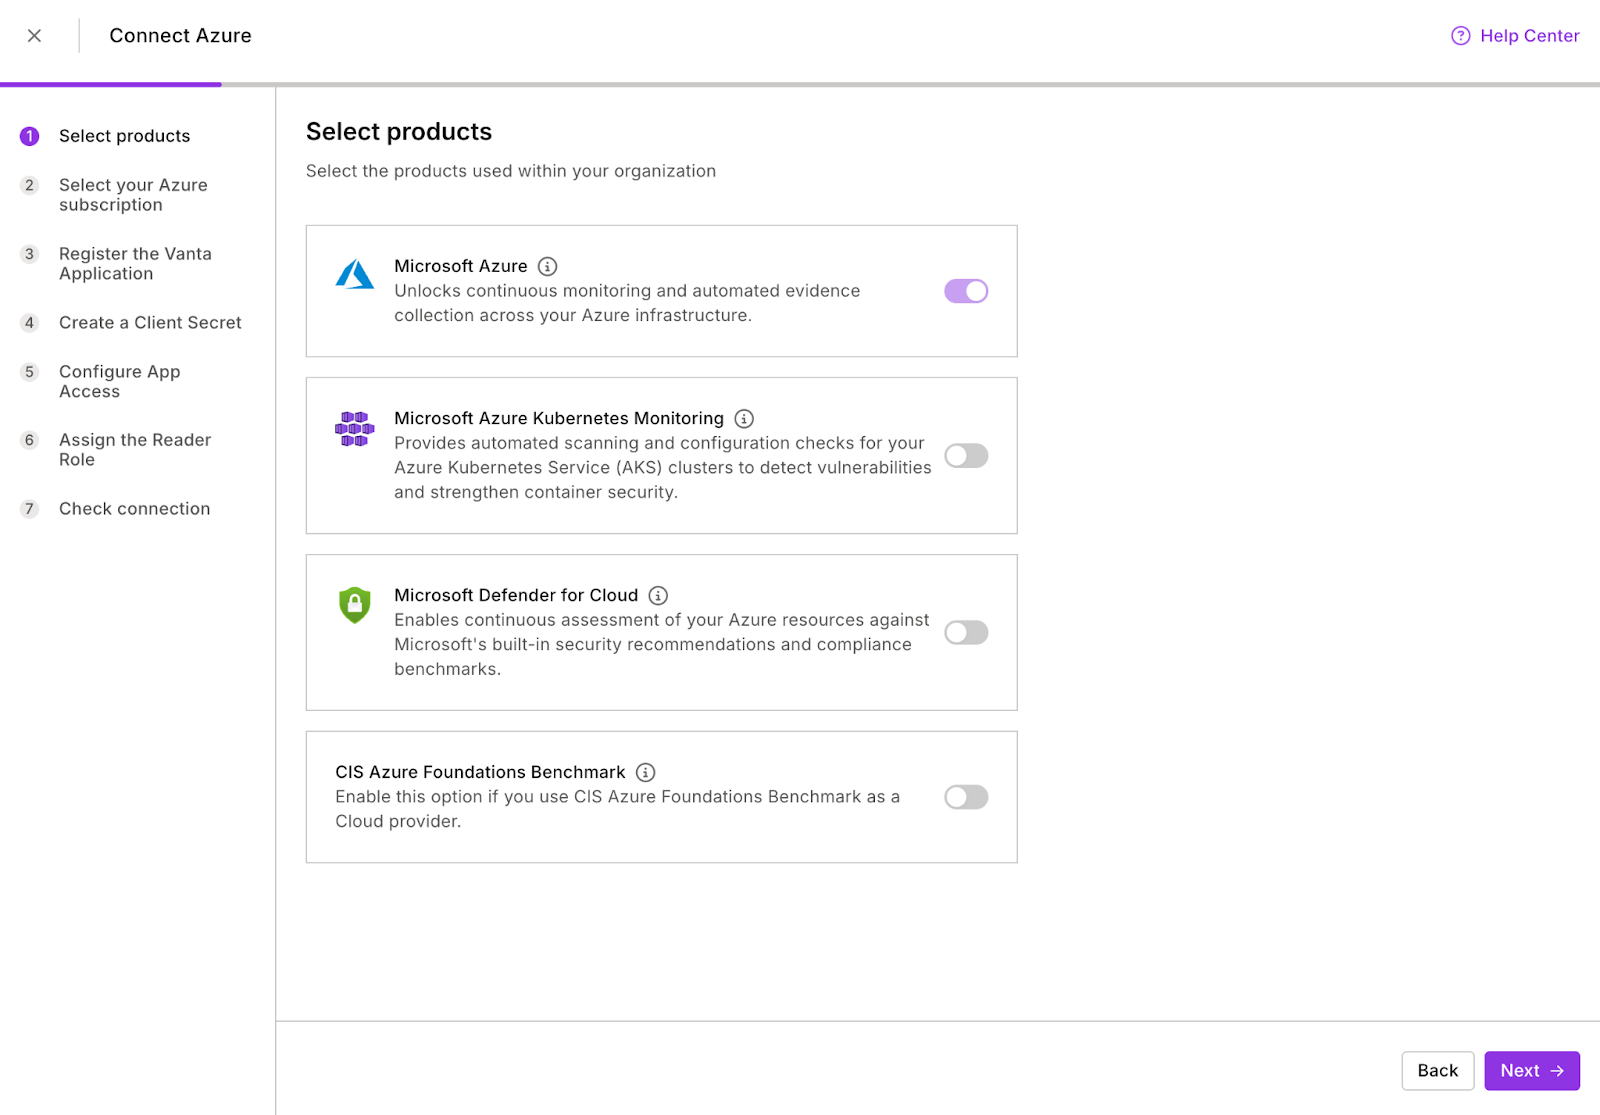 Connect Azure
Help Center
1 Select products
2 Select your Azure
subscription
3 Register the Vanta
Application
4 Create a Client Secret
5 Configure App
Access
6 Assign the Reader
Role
7 Check connection
Select products
Select the products used within your organization
Microsoft Azure
Unlocks continuous monitoring and automated evidence
collection across your Azure infrastructure.
Microsoft Azure Kubernetes Monitoring
Provides automated scanning and configuration checks for your
Azure Kubernetes Service (AKS) clusters to detect vulnerabilities
and strengthen container security.
Microsoft Defender for Cloud
Enables continuous assessment of your Azure resources against
Microsoft's built-in security recommendations and compliance
benchmarks.
CIS Azure Foundations Benchmark
Enable this option if you use CIS Azure Foundations Benchmark as a
Cloud provider.
Back
Next →